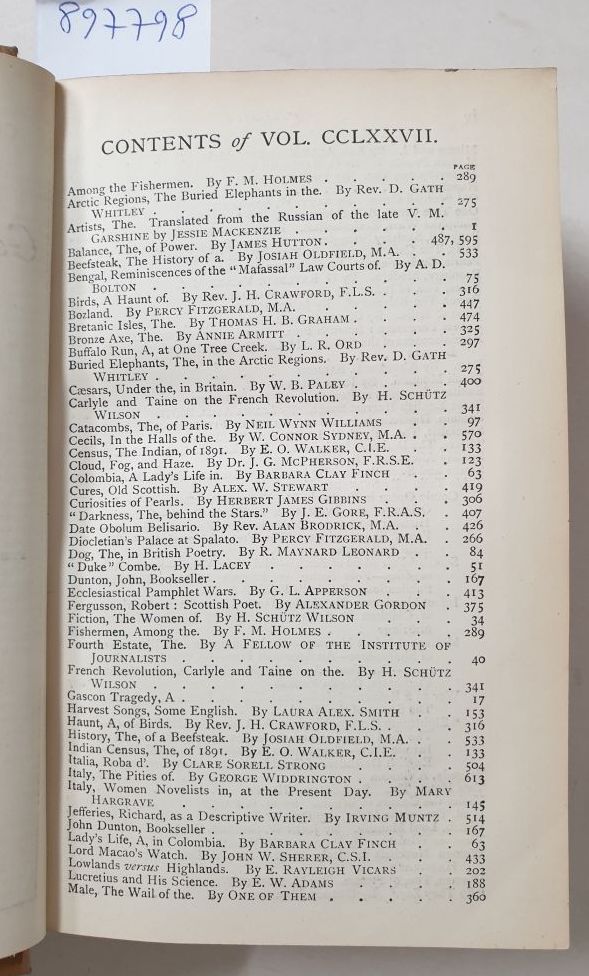 897798
CONTENTS of VOL. CCLXXVII.
PAGE
Among the Fishermen. By F. M. HOLMES . . . . . 289
Arctic Regions, The Buried Elephants in the. By Rev. D. GATH
WHITLEY . . . . . . . . . 275
Artists, The. Translated from the Russian of the late V. M.
GARSHINE by JESSIE MACKENZIE . . . . . 1
Balance, The, of Power. By JAMES HUTTON . . . . 487, 595
Beefsteak, The History of a. By JOSIAH OLDFIELD, M.A. . . 533
Bengal, Reminiscences of the "Mafassal" Law Courts of. By A. D.
BOLTON . . . . . . . . . 75
Birds, A Haunt of. By Rev. J. H. CRAWFORD, F.L.S. . . . 316
Bozland. By PERCY FITZGERALD, M.A. . . . . . 447
Bretanic Isles, The. By THOMAS H. B. GRAHAM . . . . 474
Bronze Axe, The. By ANNIE ARMITT . . . . . 325
Buffalo Run, A, at One Tree Creek. By L. R. ORD . . . 297
Buried Elephants, The, in the Arctic Regions. By Rev. D. GATH
WHITLEY . . . . . . . . . 275
Cæsars, Under the, in Britain. By W. B. PALEY . . . . 400
Carlyle and Taine on the French Revolution. By H. SCHÜTZ
WILSON . . . . . . . . . 341
Catacombs, The, of Paris. By NEIL WYNN WILLIAMS . . . 97
Cecils, In the Halls of the. By W. CONNOR SYDNEY, M.A. . . 570
Census, The Indian, of 1891. By E. O. WALKER, C.I.E. . . 133
Cloud, Fog, and Haze. By Dr. J. G. MCPHERSON, F.R.S.E. . . 123
Colombia, A Lady's Life in. By BARBARA CLAY FINCH . . . 63
Cures, Old Scottish. By ALEX. W. STEWART . . . . 419
Curiosities of Pearls. By HERBERT JAMES GIBBINS . . . 306
"Darkness, The, behind the Stars." By J. E. GORE, F.R.A.S. . 407
Date Obolum Belisario. By Rev. ALAN BRODRICK, M.A. . . 426
Diocletian's Palace at Spalato. By PERCY FITZGERALD, M.A. . 266
Dog, The, in British Poetry. By R. MAYNARD LEONARD . . 84
"Duke" Combe. By H. LACEY . . . . . . 51
Dunton, John, Bookseller . . . . . . . . 167
Ecclesiastical Pamphlet Wars. By G. L. APPERSON . . . 413
Fergusson, Robert: Scottish Poet. By ALEXANDER GORDON . 375
Fiction, The Women of. By H. SCHÜTZ WILSON . . . 34
Fishermen, Among the. By F. M. HOLMES . . . . . 289
Fourth Estate, The. By A FELLOW OF THE INSTITUTE OF
JOURNALISTS . . . . . . . . 40
French Revolution, Carlyle and Taine on the. By H. SCHÜTZ
WILSON . . . . . . . . . 341
Gascon Tragedy, A . . . . . . . . . 17
Harvest Songs, Some English. By LAURA ALEX. SMITH . . 153
Haunt, A, of Birds. By Rev. J. H. CRAWFORD, F.L.S. . . . 316
History, The, of a Beefsteak. By JOSIAH OLDFIELD, M.A. . . 533
Indian Census, The, of 1891. By E. O. WALKER, C.I.E. . . 133
Italia, Roba d'. By CLARE SORELL STRONG . . . . 504
Italy, The Pities of. By GEORGE WIDDRINGTON . . . . 613
Italy, Women Novelists in, at the Present Day. By MARY
HARGRAVE . . . . . . . . 145
Jefferies, Richard, as a Descriptive Writer. By IRVING MUNTZ . 514
John Dunton, Bookseller . . . . . . . . 167
Lady's Life, A, in Colombia. By BARBARA CLAY FINCH . . 63
Lord Macao's Watch. By JOHN W. SHERER, C.S.I. . . . 433
Lowlands versus Highlands. By E. RAYLEIGH VICARS . . 202
Lucretius and His Science. By E. W. ADAMS . . . . 188
Male, The Wail of the. By ONE OF THEM . . . . . 360